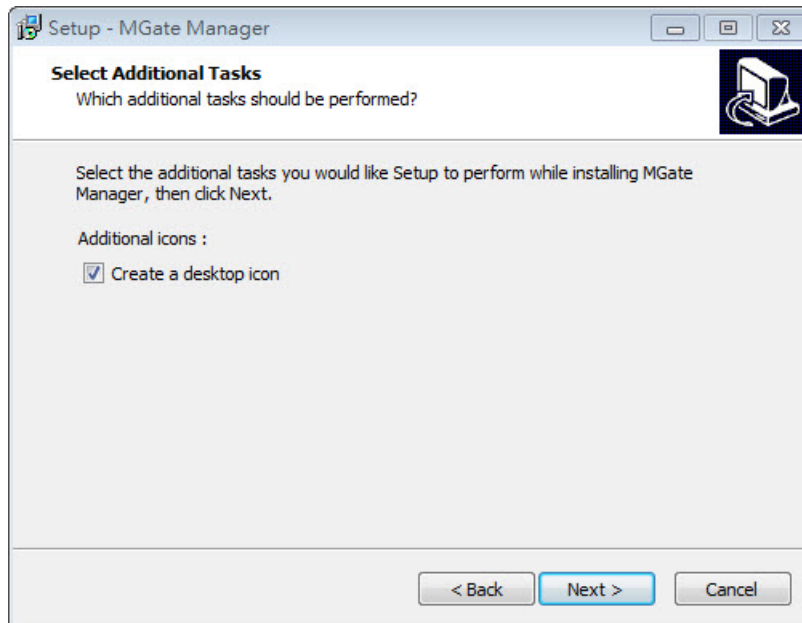 Setup - MGate Manager
Select Additional Tasks
Which additional tasks should be performed?
Select the additional tasks you would like Setup to perform while installing MGate
Manager, then click Next.
Additional icons :
Create a desktop icon
< Back
Next >
Cancel